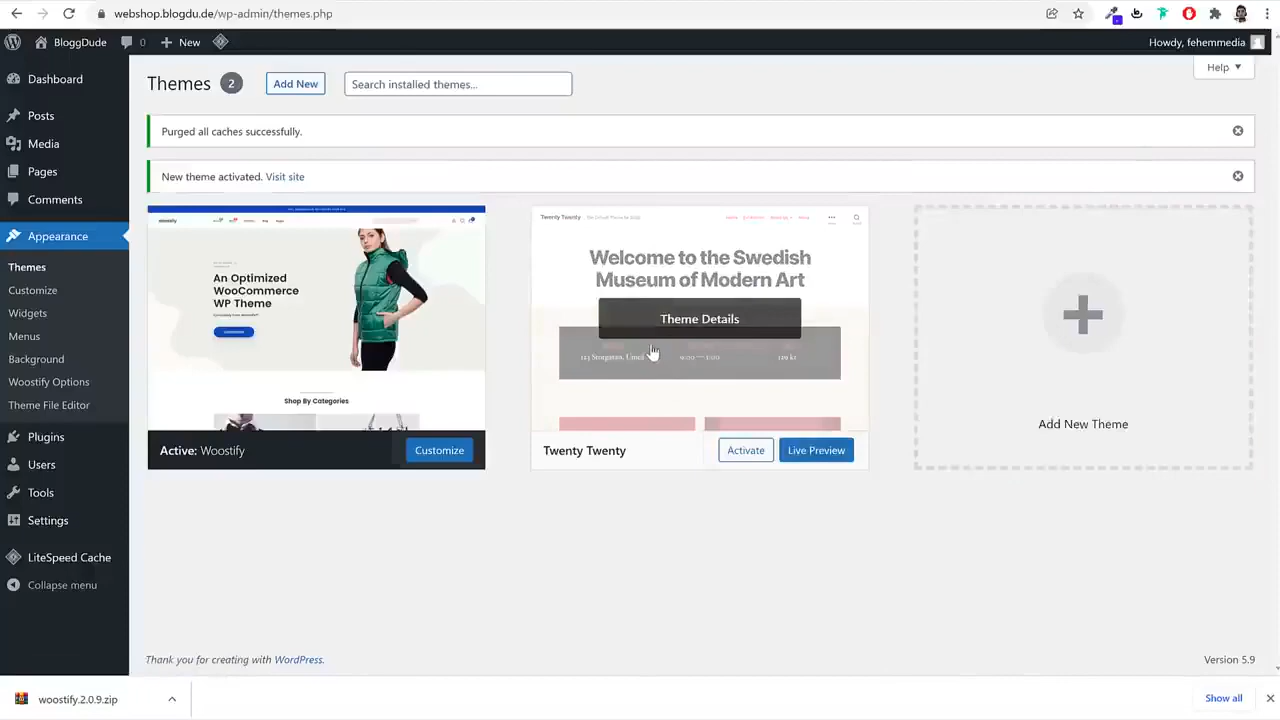 webshop.blogdu.de/wp-admin/themes.php
BloggDude
0
New
Howdy, fehemmedia
Dashboard
Posts
Media
Pages
Comments
Appearance
Themes
Customize
Widgets
Menus
Background
Woostify Options
Theme File Editor
Plugins
Users
Tools
Settings
LiteSpeed Cache
Collapse menu
Themes 2
Add New
Search installed themes...
Help
Purged all caches successfully.
New theme activated. Visit site
An Optimized
WooCommerce
WP Theme
Shop By Categories
Active: Woostify
Customize
Twenty Twenty
Welcome to the Swedish
Museum of Modern Art
Theme Details
Twenty Twenty
Activate
Live Preview
Add New Theme
Thank you for creating with WordPress.
Version 5.9
woostify.2.0.9.zip
Show all